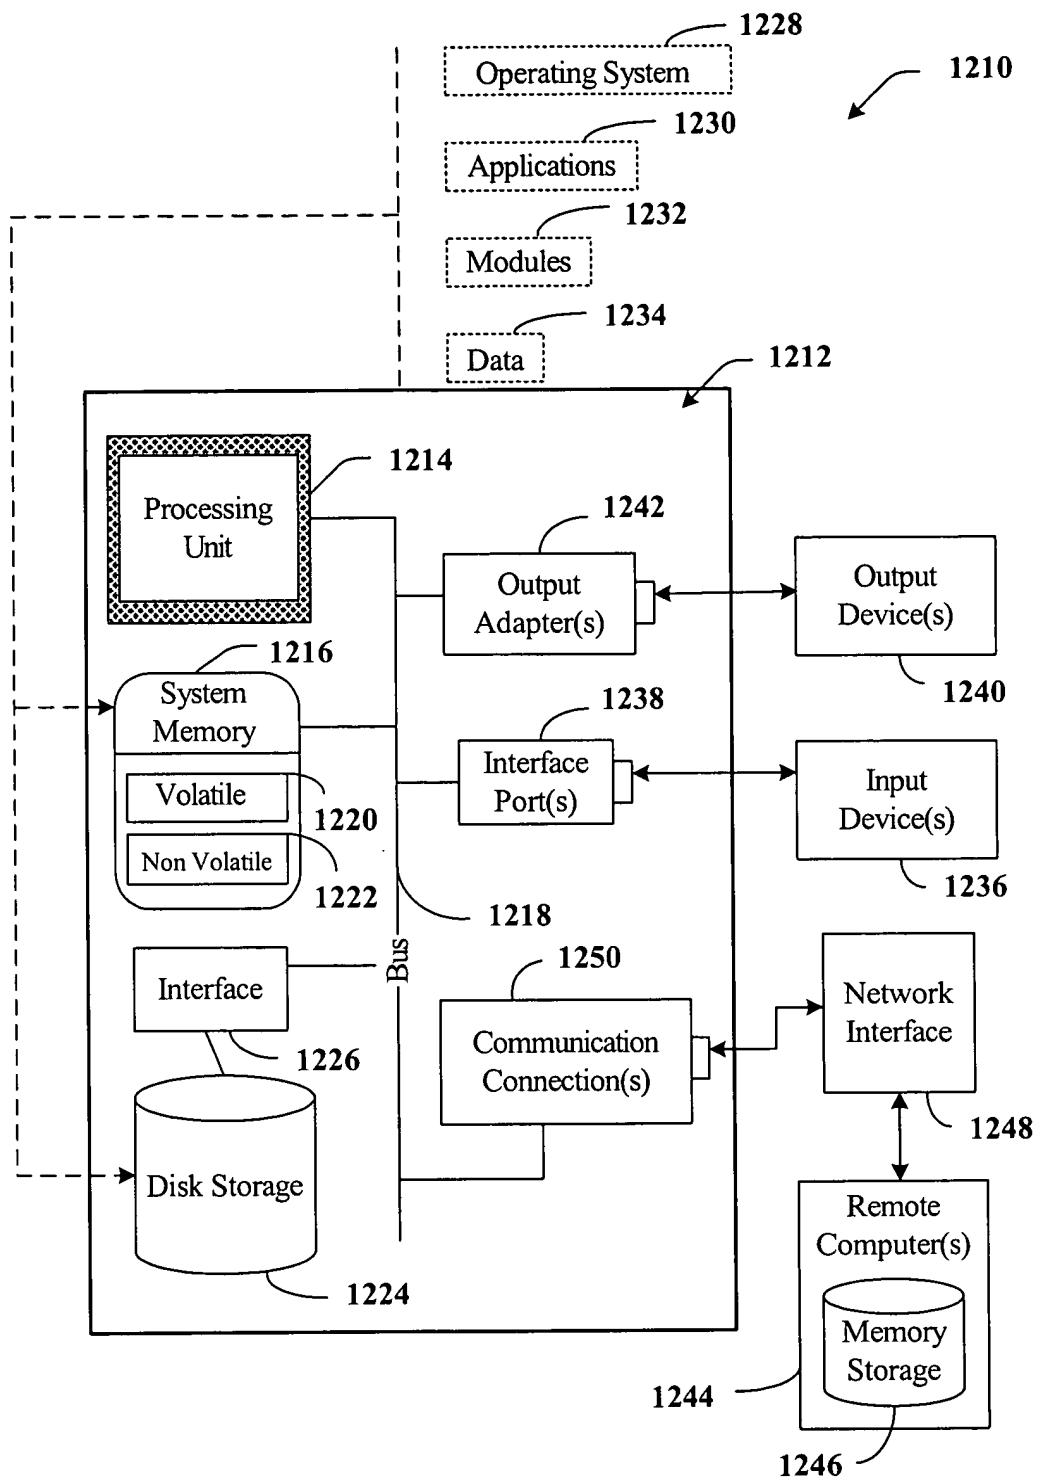 1228
Operating System
1210
1230
Applications
1232
Modules
1234
Data
1212
1214
Processing
Unit
1242
Output
Adapter(s)
Output
Device(s)
1240
1216
System
Memory
1238
Interface
Port(s)
Input
Device(s)
1236
Volatile
1220
Non Volatile
1222
1218
Bus
Interface
1226
1250
Communication
Connection(s)
Network
Interface
1248
Disk Storage
1224
Remote
Computer(s)
Memory
Storage
1244
1246